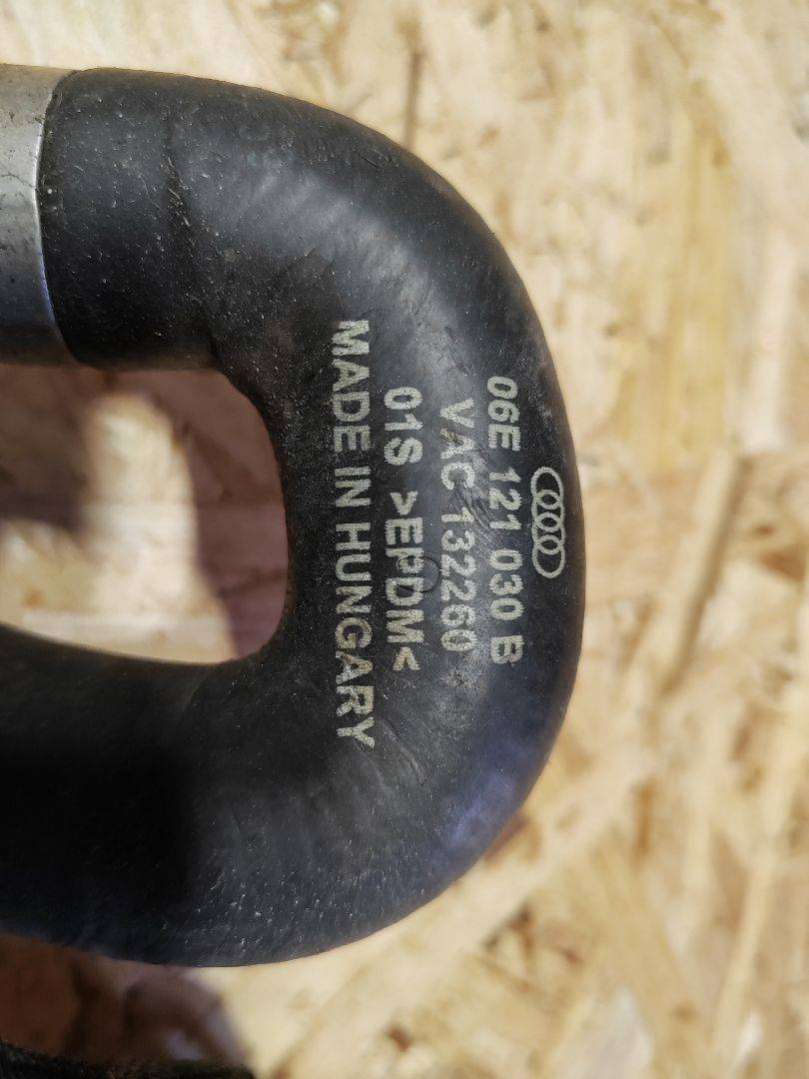 06E 121 030 B
VAC 132260
01S >EPDM<
MADE IN HUNGARY